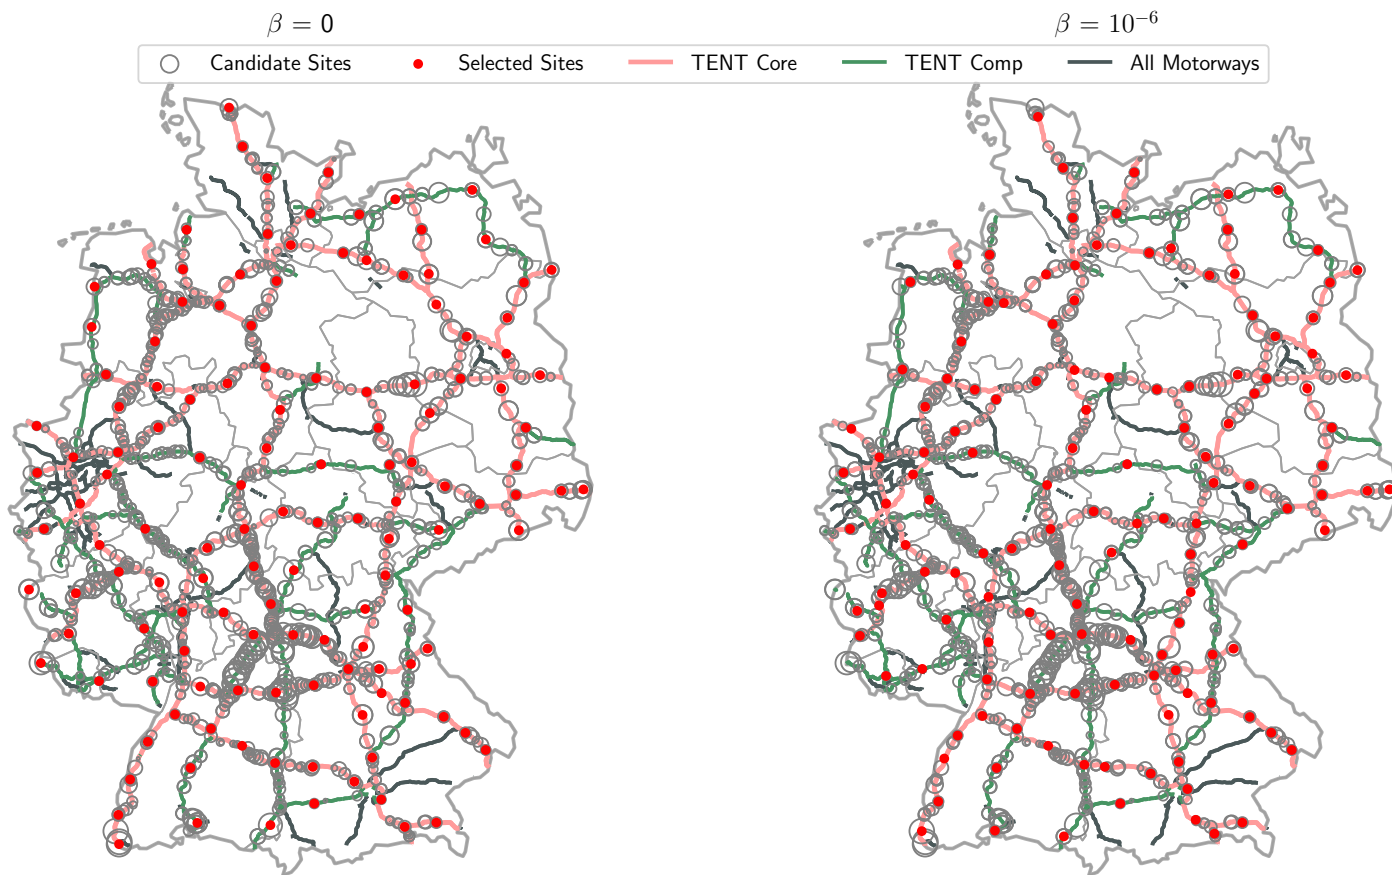 β = 0
β = 10⁻⁶
Candidate Sites
Selected Sites
TENT Core
TENT Comp
All Motorways